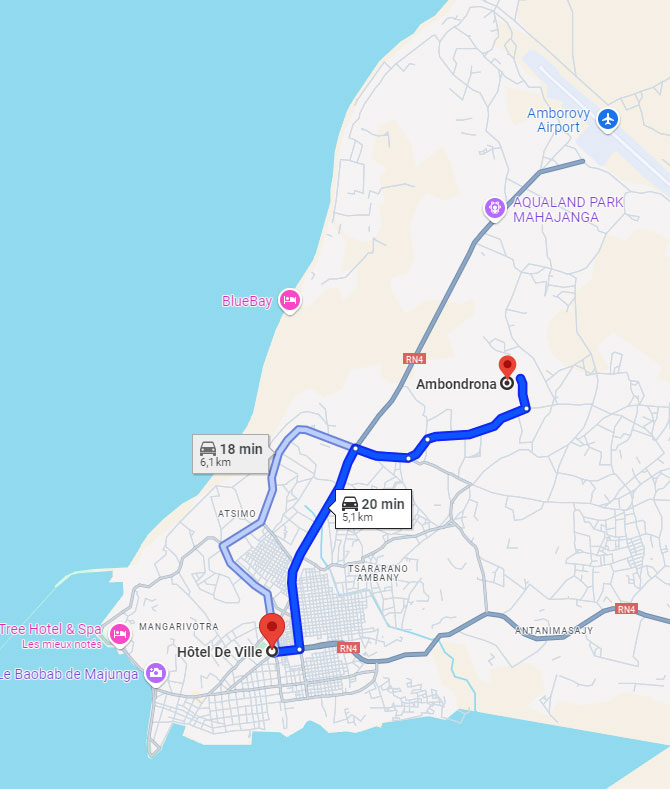 Amborovy
Airport
AQUALAND PARK
MAHAJANGA
BlueBay
RN4
Ambondrona
18 min
6,1 km
20 min
5,1 km
ATSIMO
TSARARANO
AMBANY
RN4
Tree Hotel & Spa
Les mieux notés
MANGARIVOTRA
ANTANIMASAJY
Hôtel De Ville
RN4
Le Baobab de Majunga